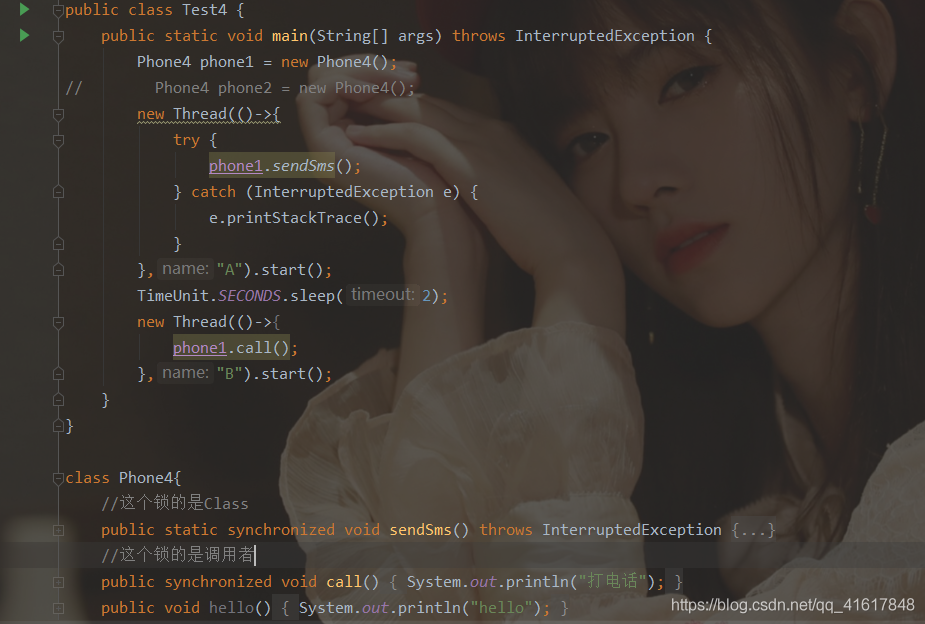 public class Test4 {
public static void main(String[] args) throws InterruptedException {
Phone4 phone1 = new Phone4();
// Phone4 phone2 = new Phone4();
new Thread(()->{
try {
phone1.sendSms();
} catch (InterruptedException e) {
e.printStackTrace();
}
}, name: "A").start();
TimeUnit.SECONDS.sleep( timeout: 2);
new Thread(()->{
phone1.call();
}, name: "B").start();
}
}
class Phone4{
//这个锁的是Class
public static synchronized void sendSms() throws InterruptedException {...}
//这个锁的是调用者
public synchronized void call() { System.out.println("打电话"); }
public void hello() { System.out.println("hello"); }
https://blog.csdn.net/qq_41617848